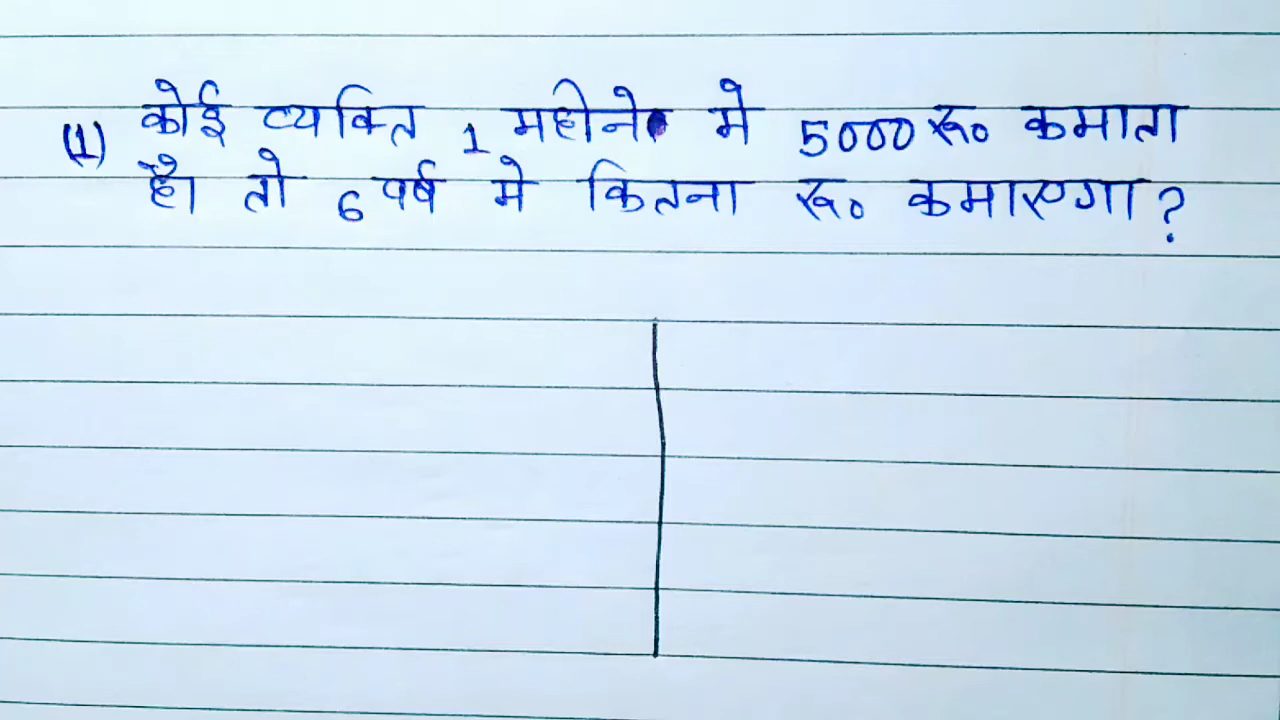 (1) कोई व्यक्ति 1 महीने में 5000 रू० कमाता
है। तो 6 वर्ष मे कितना रू० कमाएगा?